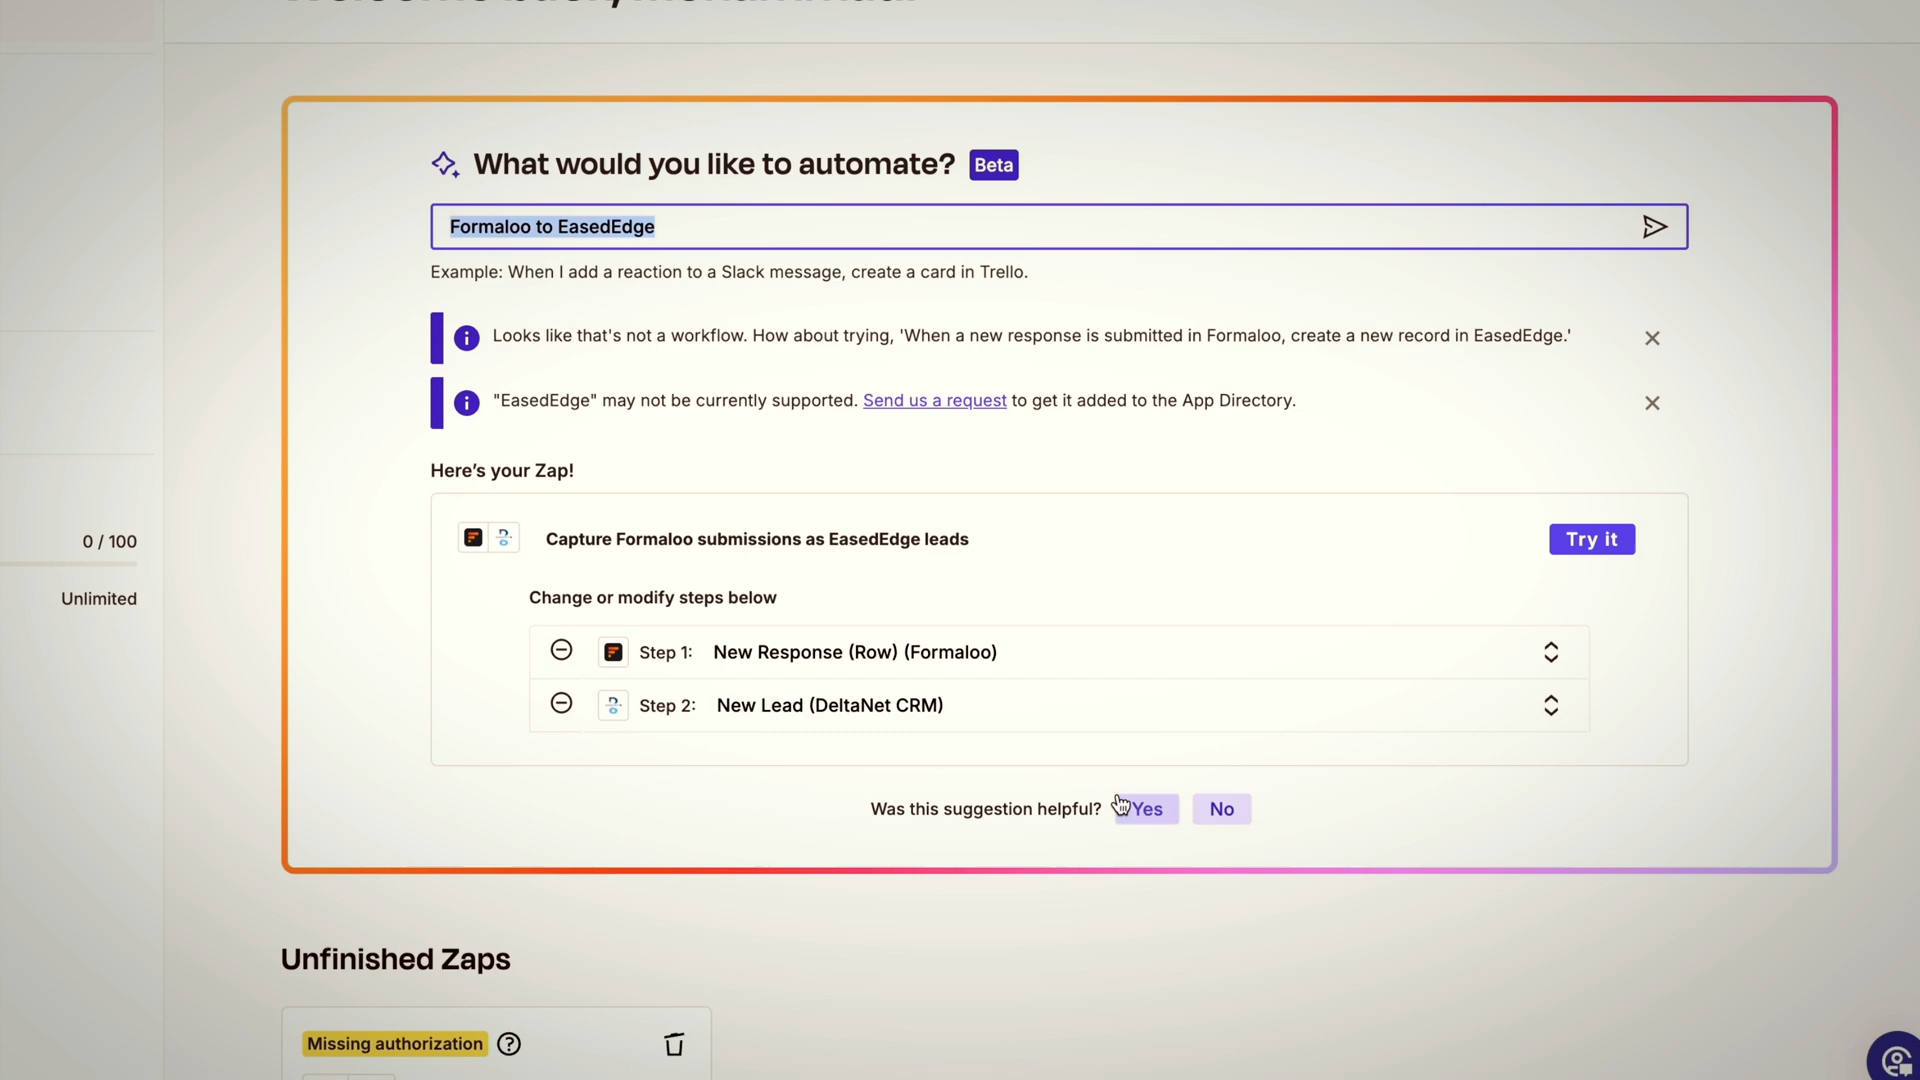 What would you like to automate? Beta
Formaloo to EasedEdge
Example: When I add a reaction to a Slack message, create a card in Trello.
Looks like that's not a workflow. How about trying, 'When a new response is submitted in Formaloo, create a new record in EasedEdge.'
"EasedEdge" may not be currently supported. Send us a request to get it added to the App Directory.
Here's your Zap!
Capture Formaloo submissions as EasedEdge leads
Try it
0 / 100
Unlimited
Change or modify steps below
Step 1: New Response (Row) (Formaloo)
Step 2: New Lead (DeltaNet CRM)
Was this suggestion helpful? Yes No
Unfinished Zaps
Missing authorization